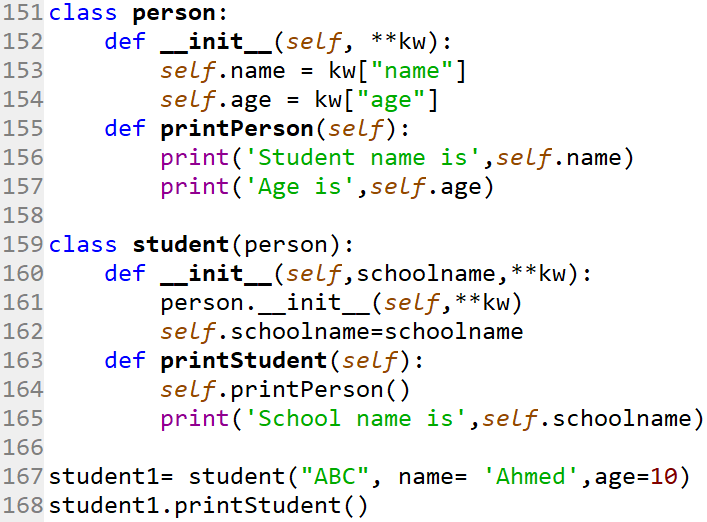 151 class person:
152     def __init__(self, **kw):
153         self.name = kw["name"]
154         self.age = kw["age"]
155     def printPerson(self):
156         print('Student name is',self.name)
157         print('Age is',self.age)
158
159 class student(person):
160     def __init__(self,schoolname,**kw):
161         person.__init__(self,**kw)
162         self.schoolname=schoolname
163     def printStudent(self):
164         self.printPerson()
165         print('School name is',self.schoolname)
166
167 student1= student("ABC", name= 'Ahmed',age=10)
168 student1.printStudent()